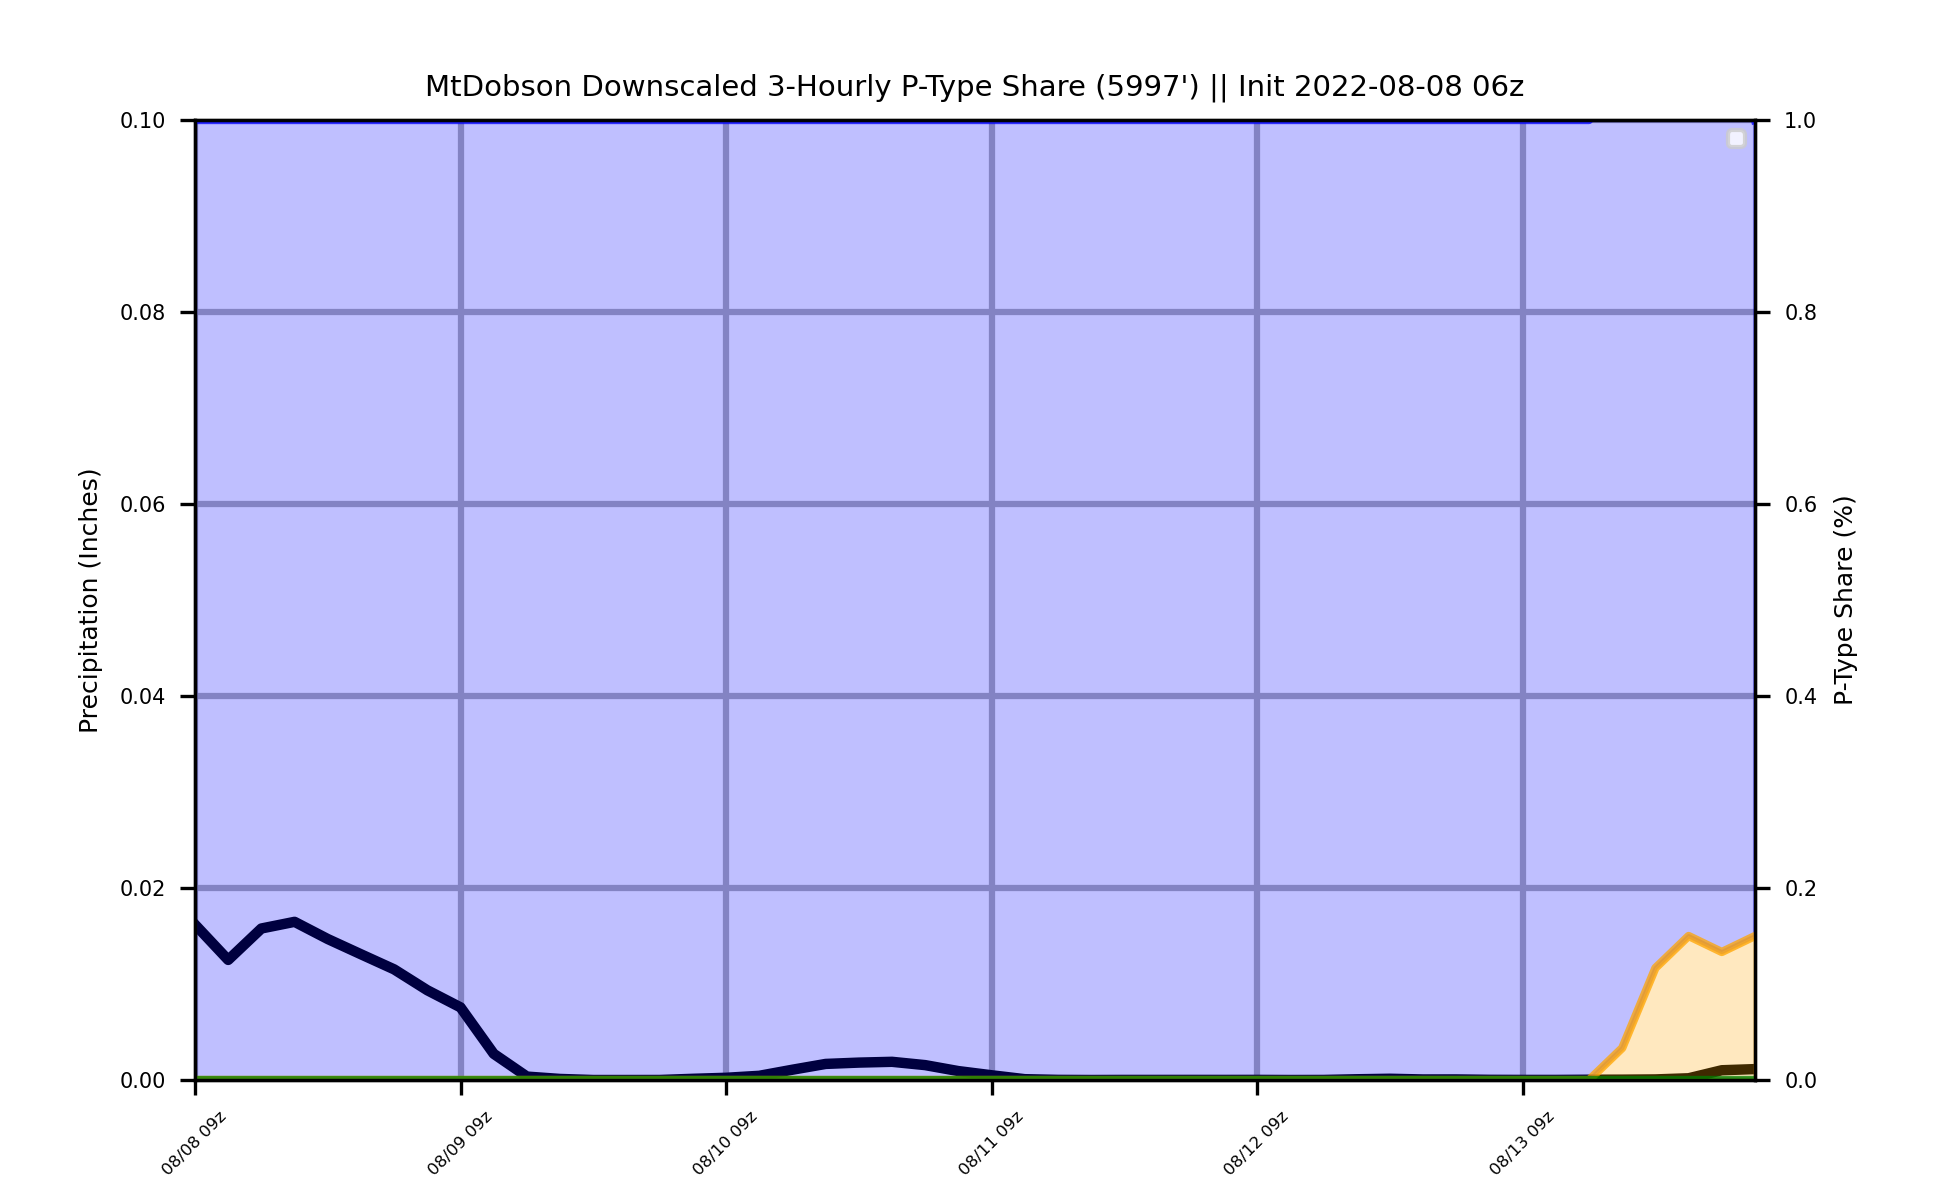 MtDobson Downscaled 3-Hourly P-Type Share (5997') || Init 2022-08-08 06z
Precipitation (Inches)
0.10
0.08
0.06
0.04
0.02
0.00
1.0
0.8
0.6
0.4
0.2
0.0
P-Type Share (%)
08/08 09z
08/09 09z
08/10 09z
08/11 09z
08/12 09z
08/13 09z